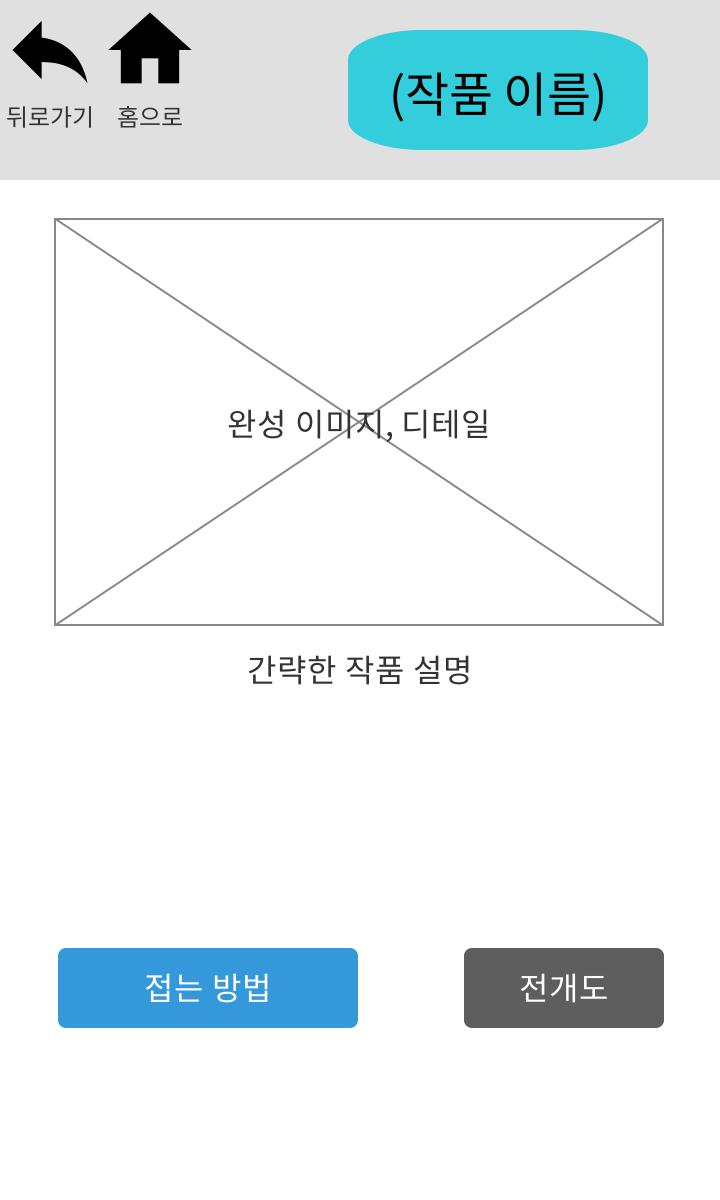 (작품 이름)
뒤로가기 홈으로
완성 이미지, 디테일
간략한 작품 설명
접는 방법 전개도